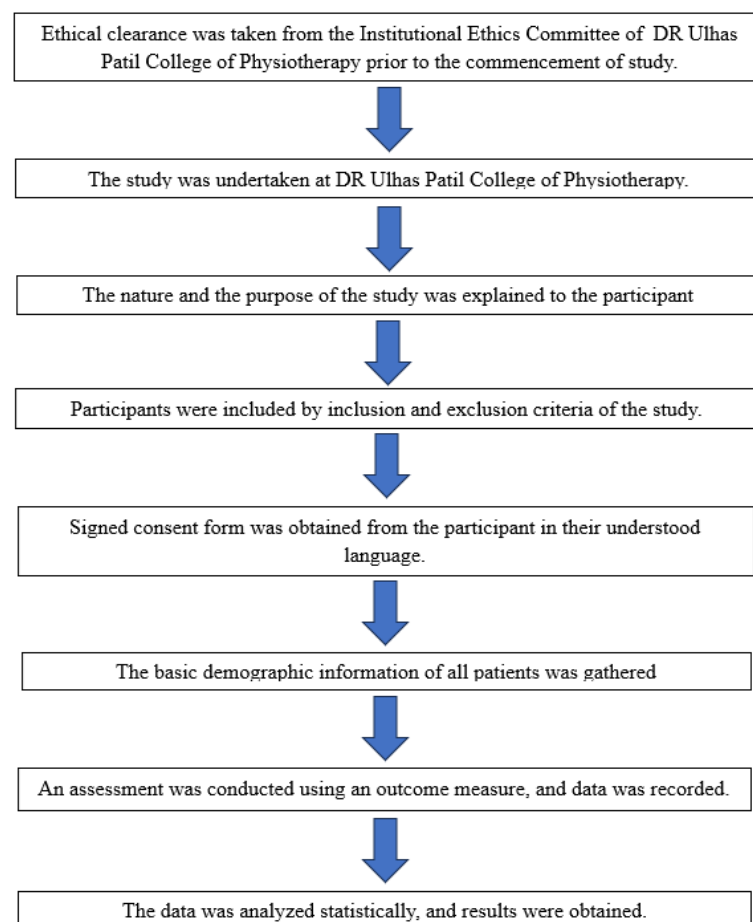 Ethical clearance was taken from the Institutional Ethics Committee of DR Ulhas
Patil College of Physiotherapy prior to the commencement of study.
The study was undertaken at DR Ulhas Patil College of Physiotherapy.
The nature and the purpose of the study was explained to the participant
Participants were included by inclusion and exclusion criteria of the study.
Signed consent form was obtained from the participant in their understood
language.
The basic demographic information of all patients was gathered
An assessment was conducted using an outcome measure, and data was recorded.
The data was analyzed statistically, and results were obtained.